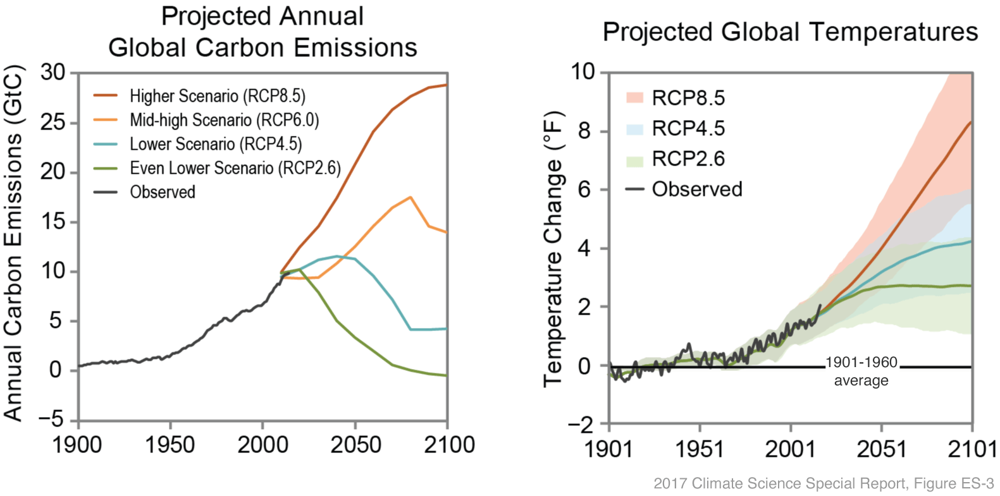 Projected Annual
Global Carbon Emissions
Annual Carbon Emissions (GtC)
30
25
20
15
10
5
0
−5
Higher Scenario (RCP8.5)
Mid-high Scenario (RCP6.0)
Lower Scenario (RCP4.5)
Even Lower Scenario (RCP2.6)
Observed
1900 1950 2000 2050 2100
Projected Global Temperatures
Temperature Change (°F)
10
8
6
4
2
0
−2
RCP8.5
RCP4.5
RCP2.6
Observed
1901-1960
average
1901 1951 2001 2051 2101
2017 Climate Science Special Report, Figure ES-3